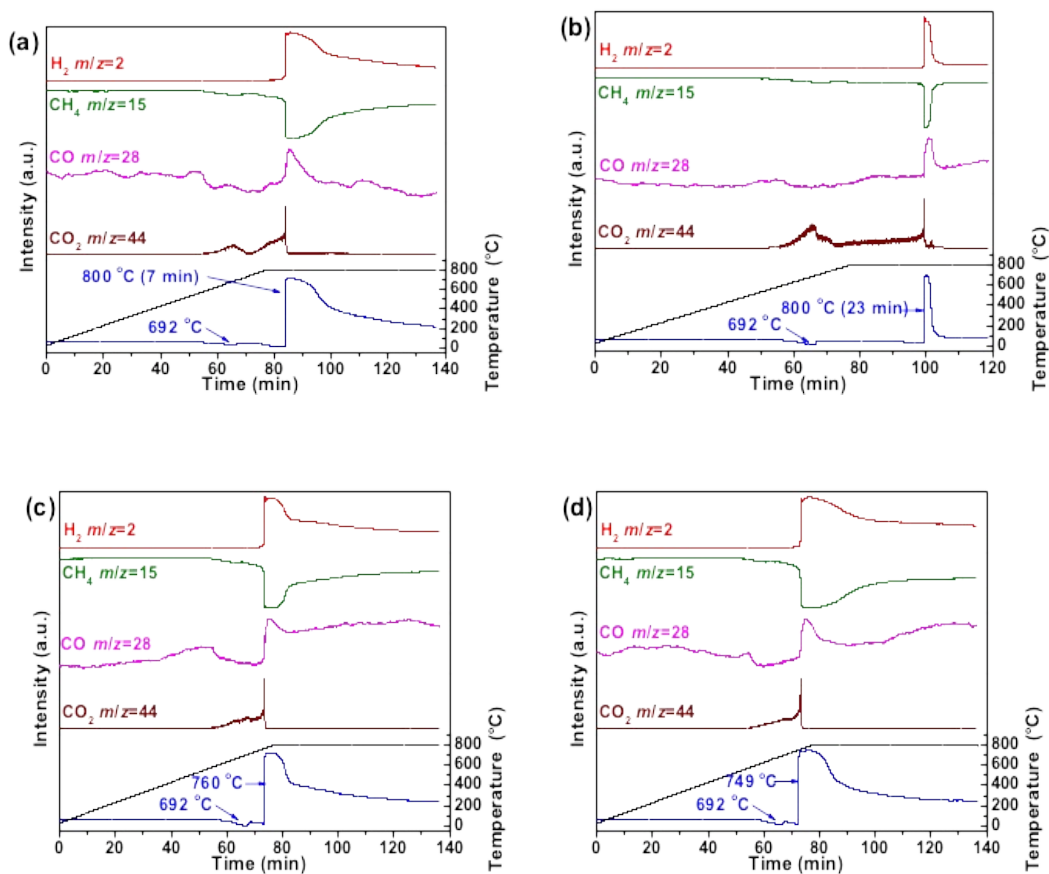 (a)
H₂ m/z=2
CH₄ m/z=15
CO m/z=28
CO₂ m/z=44
800 °C (7 min)
692 °C
Intensity (a.u.)
800
600
400
200
0
Temperature (°C)
0 20 40 60 80 100 120 140
Time (min)
(b)
H₂ m/z=2
CH₄ m/z=15
CO m/z=28
CO₂ m/z=44
800 °C (23 min)
692 °C
Intensity (a.u.)
800
600
400
200
0
Temperature (°C)
0 20 40 60 80 100 120
Time (min)
(c)
H₂ m/z=2
CH₄ m/z=15
CO m/z=28
CO₂ m/z=44
760 °C
692 °C
Intensity (a.u.)
800
600
400
200
0
Temperature (°C)
0 20 40 60 80 100 120 140
Time (min)
(d)
H₂ m/z=2
CH₄ m/z=15
CO m/z=28
CO₂ m/z=44
749 °C
692 °C
Intensity (a.u.)
800
600
400
200
0
Temperature (°C)
0 20 40 60 80 100 120 140
Time (min)